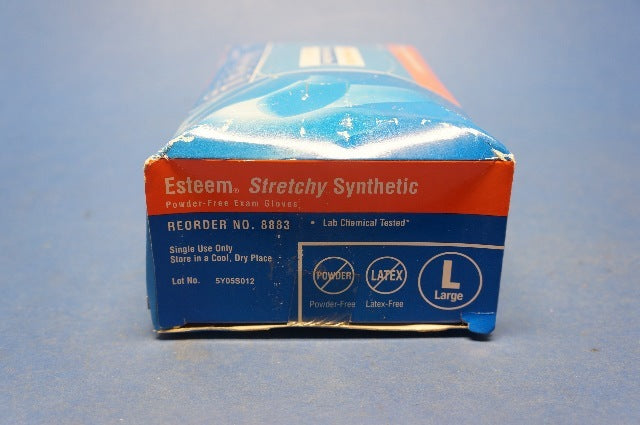 Esteem® Stretchy Synthetic
Powder-Free Exam Gloves
REORDER NO. 8883
• Lab Chemical Tested*
Single Use Only
Store in a Cool, Dry Place
Lot No. 5Y05S012
POWDER
Powder-Free
LATEX
Latex-Free
L
Large